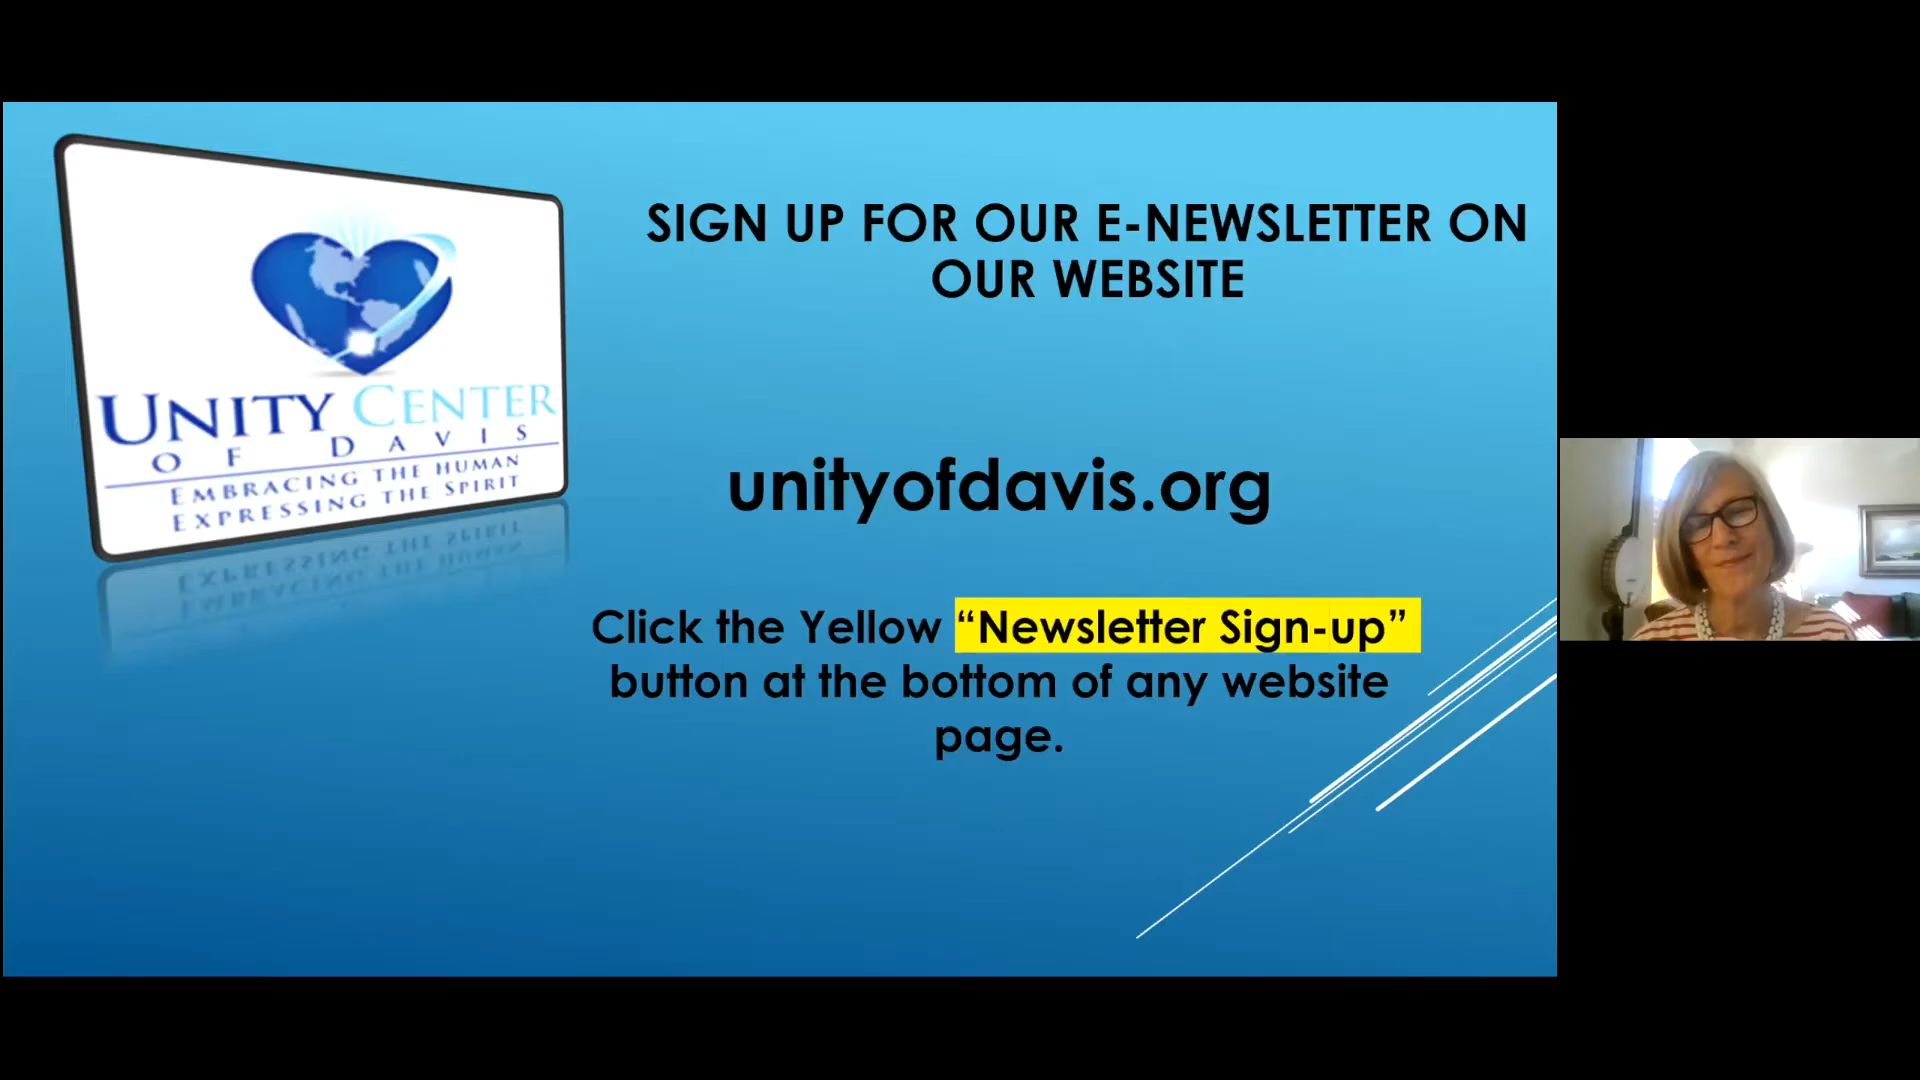 SIGN UP FOR OUR E-NEWSLETTER ON
OUR WEBSITE
UNITY CENTER
OF DAVIS
EMBRACING THE HUMAN
EXPRESSING THE SPIRIT
unityofdavis.org
Click the Yellow “Newsletter Sign-up”
button at the bottom of any website
page.